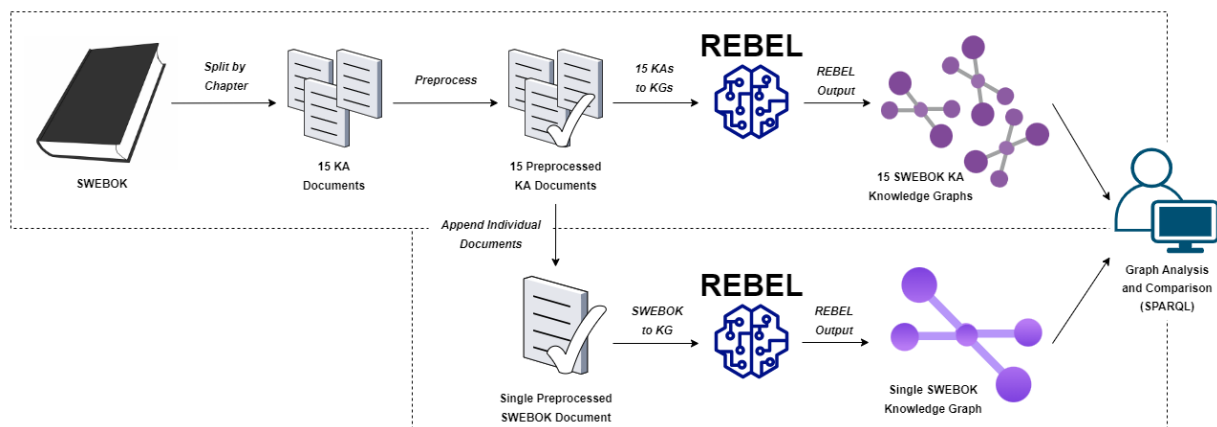 REBEL
Split by
Chapter
Preprocess
15 KAs
to KGs
REBEL
Output
SWEBOK
15 KA
Documents
15 Preprocessed
KA Documents
15 SWEBOK KA
Knowledge Graphs
Append Individual
Documents
REBEL
SWEBOK
to KG
REBEL
Output
Graph Analysis
and Comparison
(SPARQL)
Single Preprocessed
SWEBOK Document
Single SWEBOK
Knowledge Graph